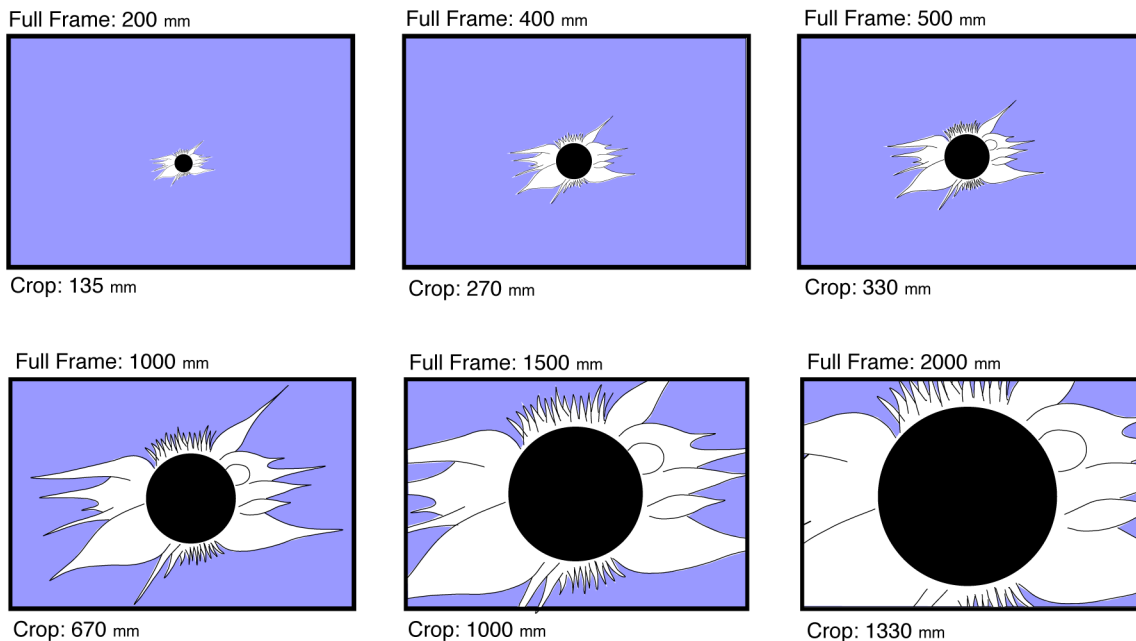 Full Frame: 200 mm
Full Frame: 400 mm
Full Frame: 500 mm
Crop: 135 mm
Crop: 270 mm
Crop: 330 mm
Full Frame: 1000 mm
Full Frame: 1500 mm
Full Frame: 2000 mm
Crop: 670 mm
Crop: 1000 mm
Crop: 1330 mm